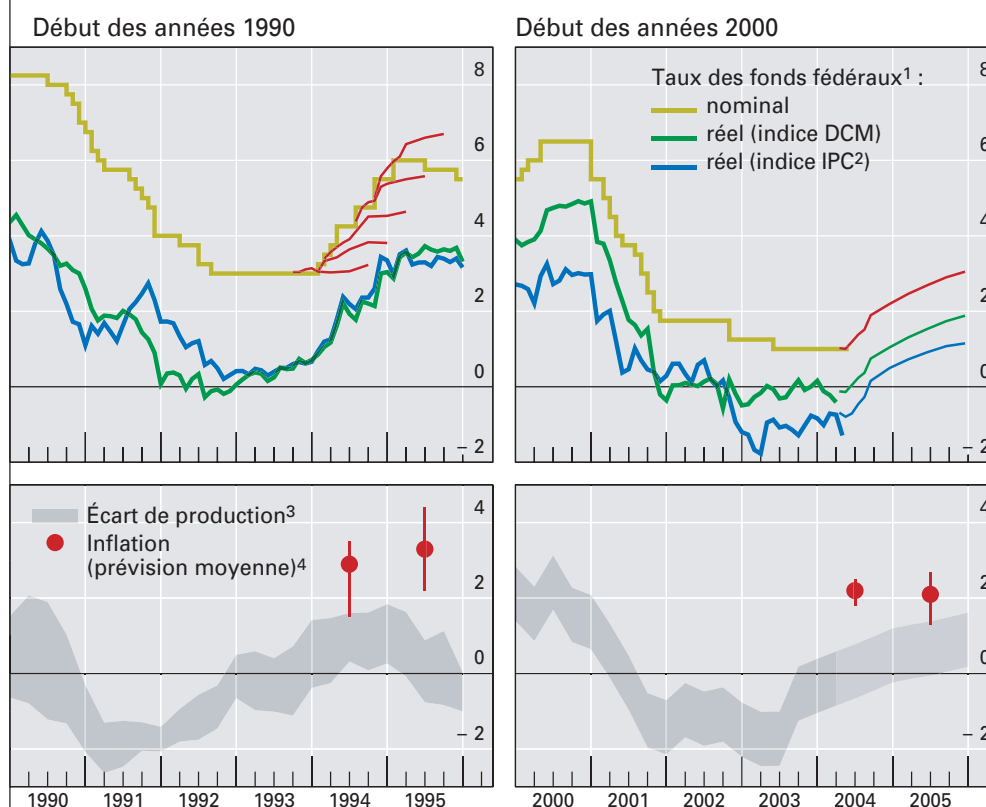 Début des années 1990
Début des années 2000
8
6
4
2
0
– 2
Taux des fonds fédéraux¹ :
nominal
réel (indice DCM)
réel (indice IPC²)
8
6
4
2
0
– 2
Écart de production³
Inflation
(prévision moyenne)⁴
4
2
0
– 2
4
2
0
– 2
1990 1991 1992 1993 1994 1995
2000 2001 2002 2003 2004 2005